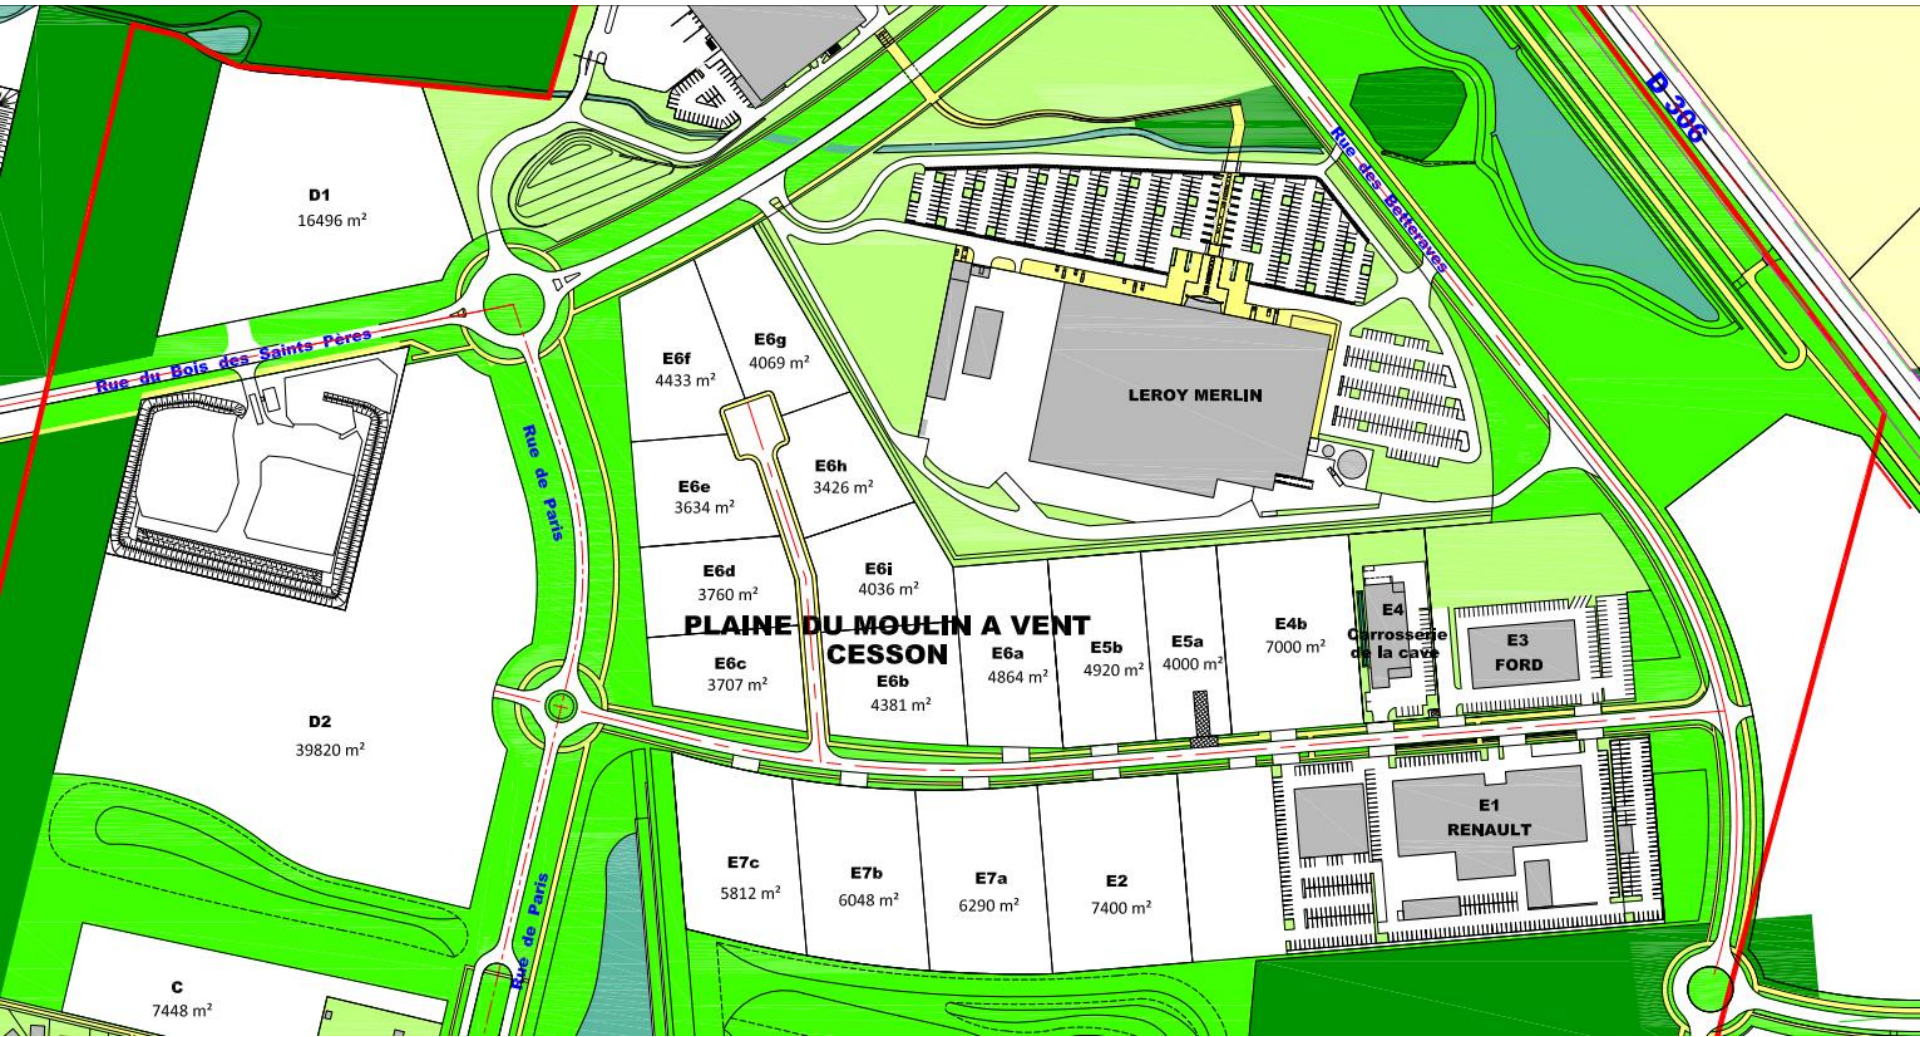 D 306
Rue des Betteraves
D1
16496 m²
Rue du Bois des Saints Pères
E6g
4069 m²
E6f
4433 m²
LEROY MERLIN
Rue de Paris
E6h
3426 m²
E6e
3634 m²
E6d
3760 m²
E6i
4036 m²
PLAINE DU MOULIN A VENT
CESSON
E6c
3707 m²
E6b
4381 m²
E6a
4864 m²
E5b
4920 m²
E5a
4000 m²
E4b
7000 m²
E4
Carrosserie
de la cave
E3
FORD
D2
39820 m²
E1
RENAULT
E7c
5812 m²
E7b
6048 m²
E7a
6290 m²
E2
7400 m²
Rue de Paris
C
7448 m²